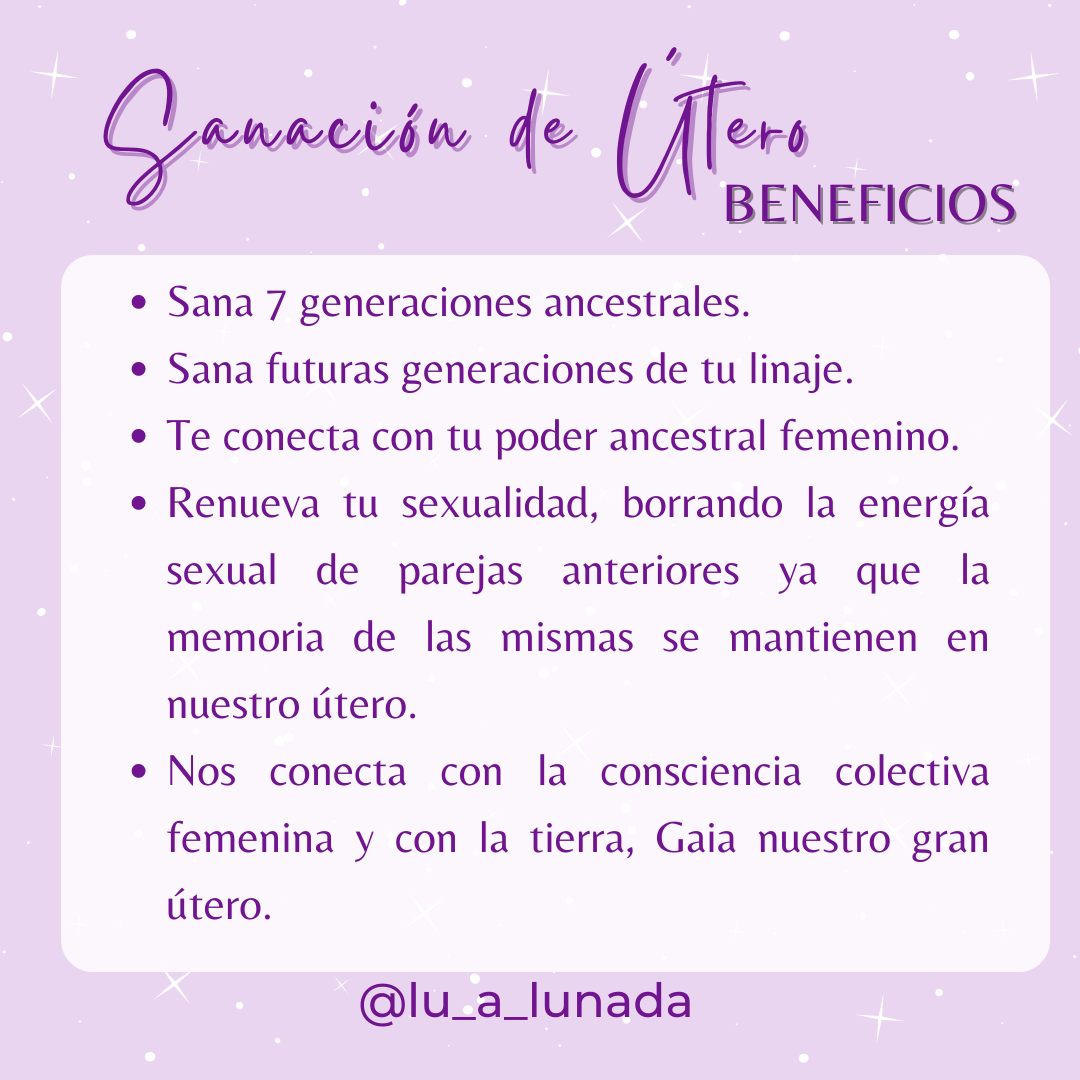 Sanación de Útero
BENEFICIOS
• Sana 7 generaciones ancestrales.
• Sana futuras generaciones de tu linaje.
• Te conecta con tu poder ancestral femenino.
• Renueva tu sexualidad, borrando la energía
sexual de parejas anteriores ya que la
memoria de las mismas se mantienen en
nuestro útero.
• Nos conecta con la consciencia colectiva
femenina y con la tierra, Gaia nuestro gran
útero.
@lu_a_lunada